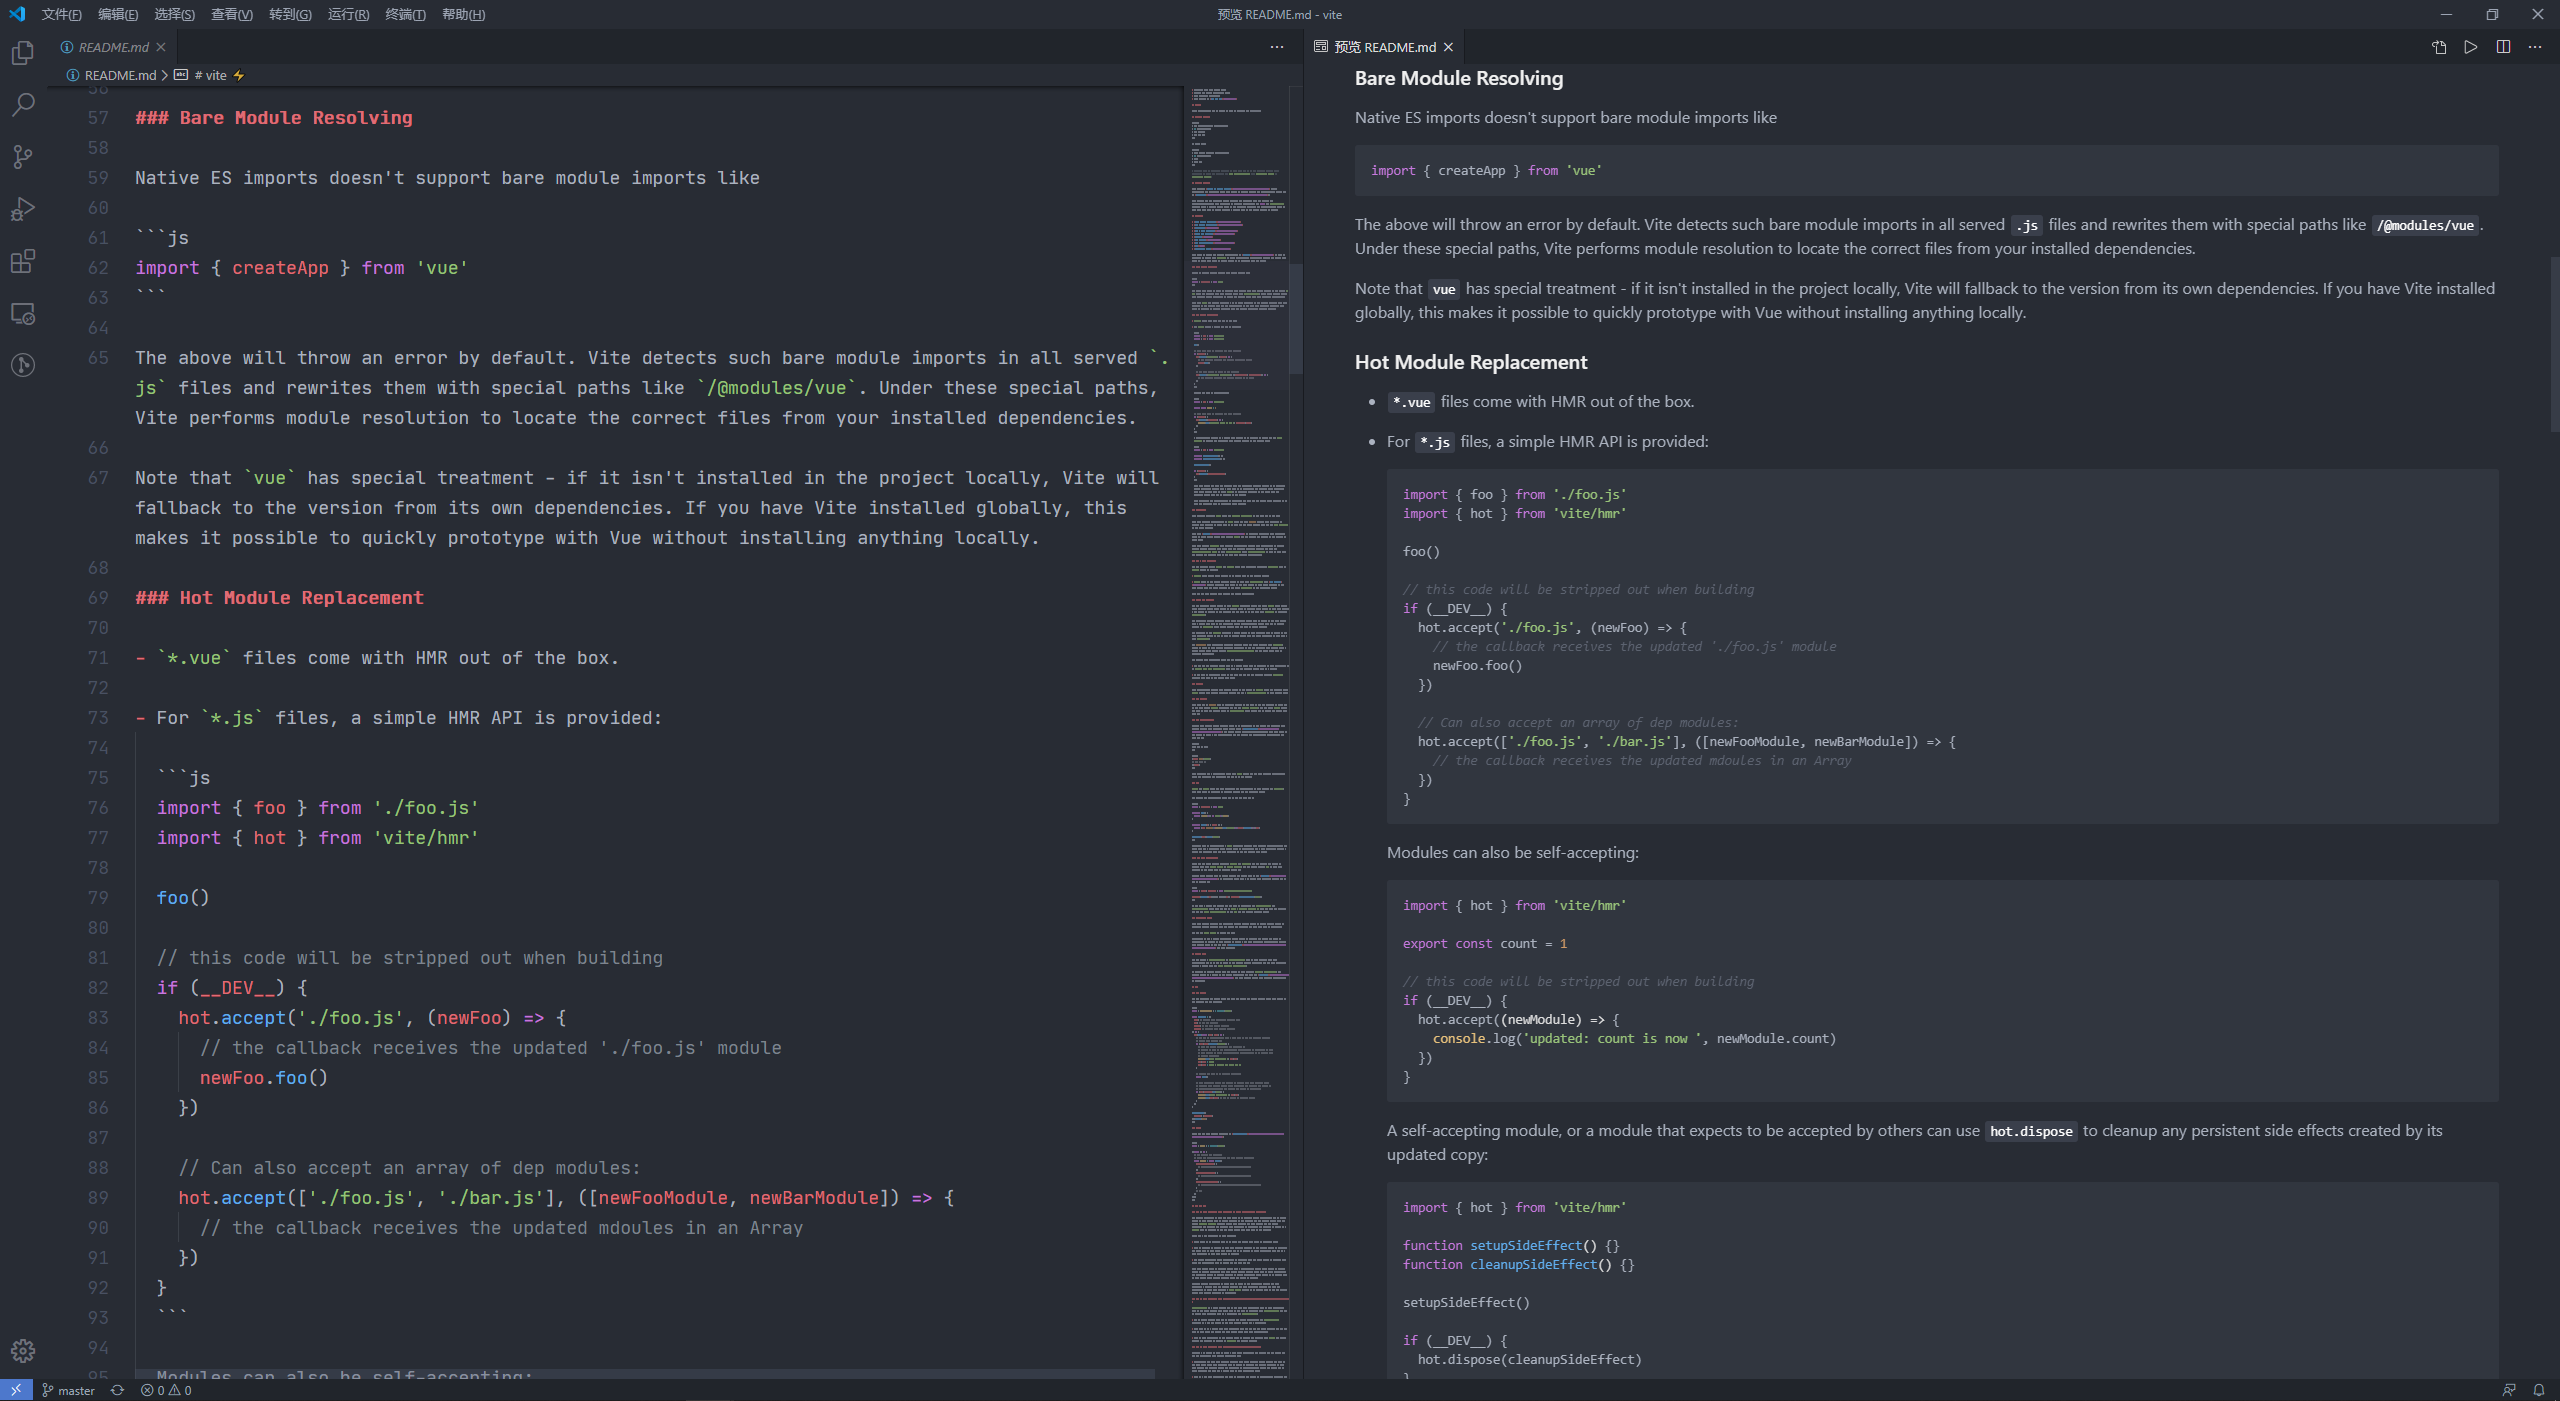 文件(F) 编辑(E) 选择(S) 查看(V) 转到(G) 运行(R) 终端(T) 帮助(H)
预览 README.md - vite
README.md
README.md > # vite ⚡
56
57 ### Bare Module Resolving
58
59 Native ES imports doesn't support bare module imports like
60
61 ```js
62 import { createApp } from 'vue'
63 ```
64
65 The above will throw an error by default. Vite detects such bare module imports in all served `.
js` files and rewrites them with special paths like `/@modules/vue`. Under these special paths,
Vite performs module resolution to locate the correct files from your installed dependencies.
66
67 Note that `vue` has special treatment - if it isn't installed in the project locally, Vite will
fallback to the version from its own dependencies. If you have Vite installed globally, this
makes it possible to quickly prototype with Vue without installing anything locally.
68
69 ### Hot Module Replacement
70
71 - `*.vue` files come with HMR out of the box.
72
73 - For `*.js` files, a simple HMR API is provided:
74
75 ```js
76 import { foo } from './foo.js'
77 import { hot } from 'vite/hmr'
78
79 foo()
80
81 // this code will be stripped out when building
82 if (__DEV__) {
83 hot.accept('./foo.js', (newFoo) => {
84 // the callback receives the updated './foo.js' module
85 newFoo.foo()
86 })
87
88 // Can also accept an array of dep modules:
89 hot.accept(['./foo.js', './bar.js'], ([newFooModule, newBarModule]) => {
90 // the callback receives the updated mdoules in an Array
91 })
92 }
93 ```
94
95 Modules can also be self-accepting:
预览 README.md
Bare Module Resolving
Native ES imports doesn't support bare module imports like
import { createApp } from 'vue'
The above will throw an error by default. Vite detects such bare module imports in all served .js files and rewrites them with special paths like /@modules/vue.
Under these special paths, Vite performs module resolution to locate the correct files from your installed dependencies.
Note that vue has special treatment - if it isn't installed in the project locally, Vite will fallback to the version from its own dependencies. If you have Vite installed
globally, this makes it possible to quickly prototype with Vue without installing anything locally.
Hot Module Replacement
• *.vue files come with HMR out of the box.
• For *.js files, a simple HMR API is provided:
import { foo } from './foo.js'
import { hot } from 'vite/hmr'
foo()
// this code will be stripped out when building
if (__DEV__) {
hot.accept('./foo.js', (newFoo) => {
// the callback receives the updated './foo.js' module
newFoo.foo()
})
// Can also accept an array of dep modules:
hot.accept(['./foo.js', './bar.js'], ([newFooModule, newBarModule]) => {
// the callback receives the updated mdoules in an Array
})
}
Modules can also be self-accepting:
import { hot } from 'vite/hmr'
export const count = 1
// this code will be stripped out when building
if (__DEV__) {
hot.accept((newModule) => {
console.log('updated: count is now ', newModule.count)
})
}
A self-accepting module, or a module that expects to be accepted by others can use hot.dispose to cleanup any persistent side effects created by its
updated copy:
import { hot } from 'vite/hmr'
function setupSideEffect() {}
function cleanupSideEffect() {}
setupSideEffect()
if (__DEV__) {
hot.dispose(cleanupSideEffect)
}
master 0 0